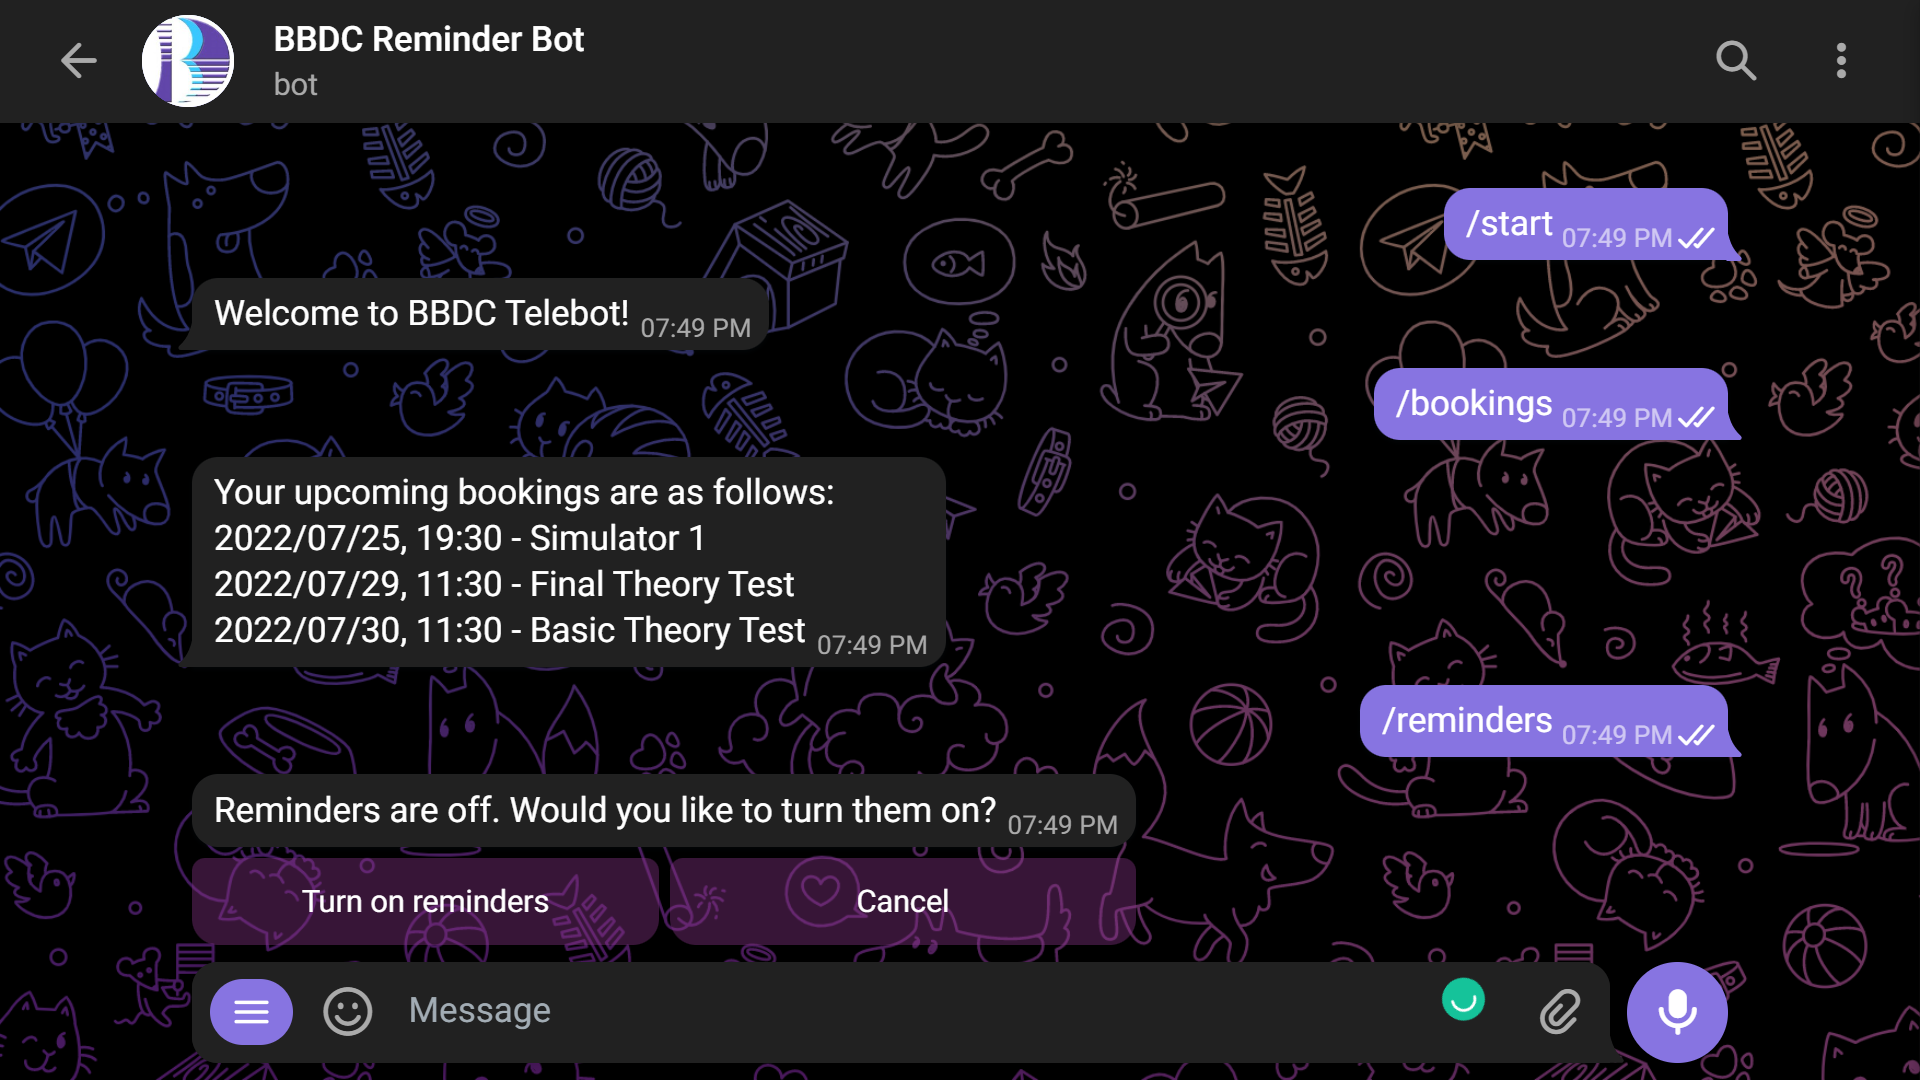 BBDC Reminder Bot
bot
/start 07:49 PM
Welcome to BBDC Telebot! 07:49 PM
/bookings 07:49 PM
Your upcoming bookings are as follows:
2022/07/25, 19:30 - Simulator 1
2022/07/29, 11:30 - Final Theory Test
2022/07/30, 11:30 - Basic Theory Test 07:49 PM
/reminders 07:49 PM
Reminders are off. Would you like to turn them on? 07:49 PM
Turn on reminders
Cancel
Message